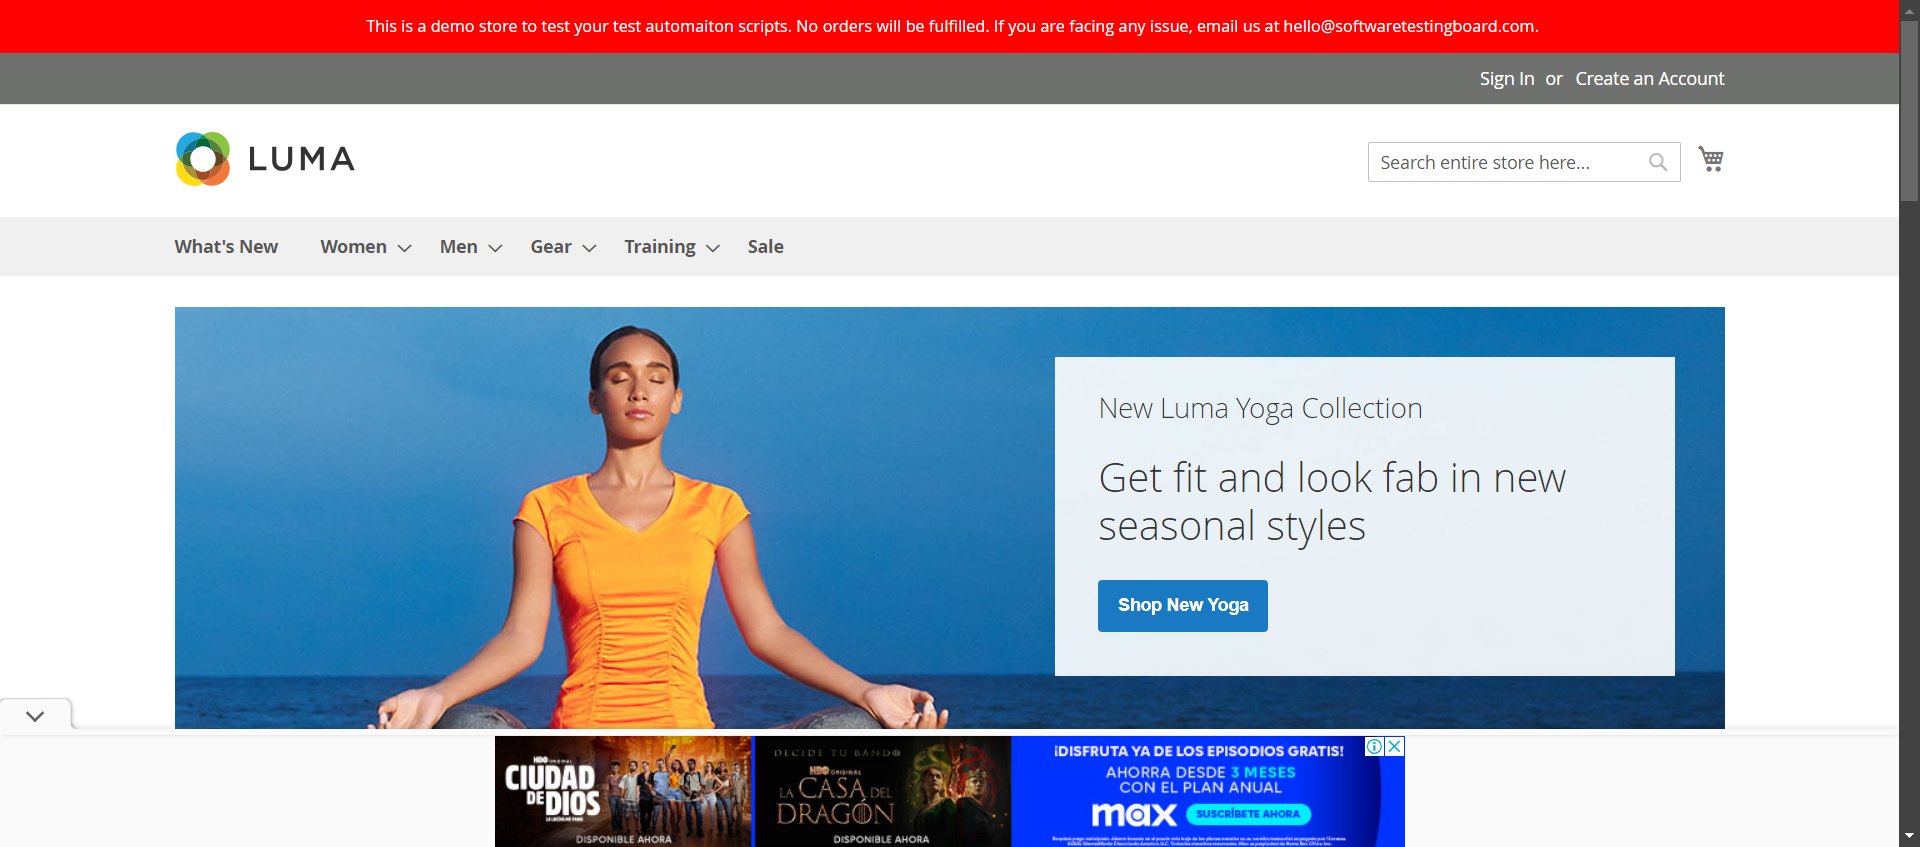 This is a demo store to test your test automaiton scripts. No orders will be fulfilled. If you are facing any issue, email us at hello@softwaretestingboard.com.
Sign In or Create an Account
LUMA
Search entire store here...
What's New Women Men Gear Training Sale
New Luma Yoga Collection
Get fit and look fab in new
seasonal styles
Shop New Yoga
HBO ORIGINAL
CIUDAD
DE DIOS
LA LUCHA NO PARA
DISPONIBLE AHORA
DECIDE TU BANDO
HBO ORIGINAL
LA CASA DEL
DRAGÓN
DISPONIBLE AHORA
¡DISFRUTA YA DE LOS EPISODIOS GRATIS!
AHORRA DESDE 3 MESES
CON EL PLAN ANUAL
max SUSCRÍBETE AHORA